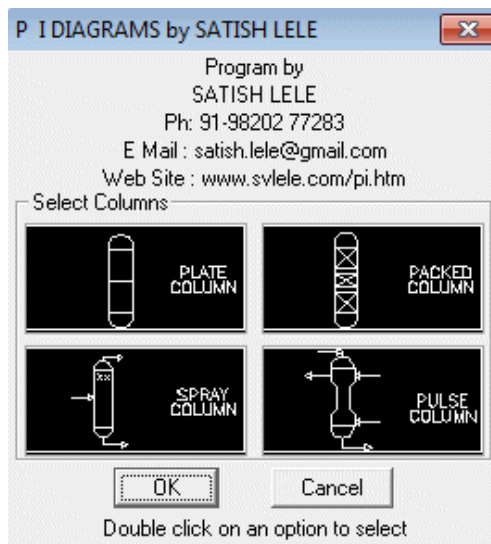 P I DIAGRAMS by SATISH LELE
Program by
SATISH LELE
Ph: 91-98202 77283
E Mail : satish.lele@gmail.com
Web Site : www.svlele.com/pi.htm
Select Columns
PLATE
COLUMN
PACKED
COLUMN
SPRAY
COLUMN
PULSE
COLUMN
OK
Cancel
Double click on an option to select